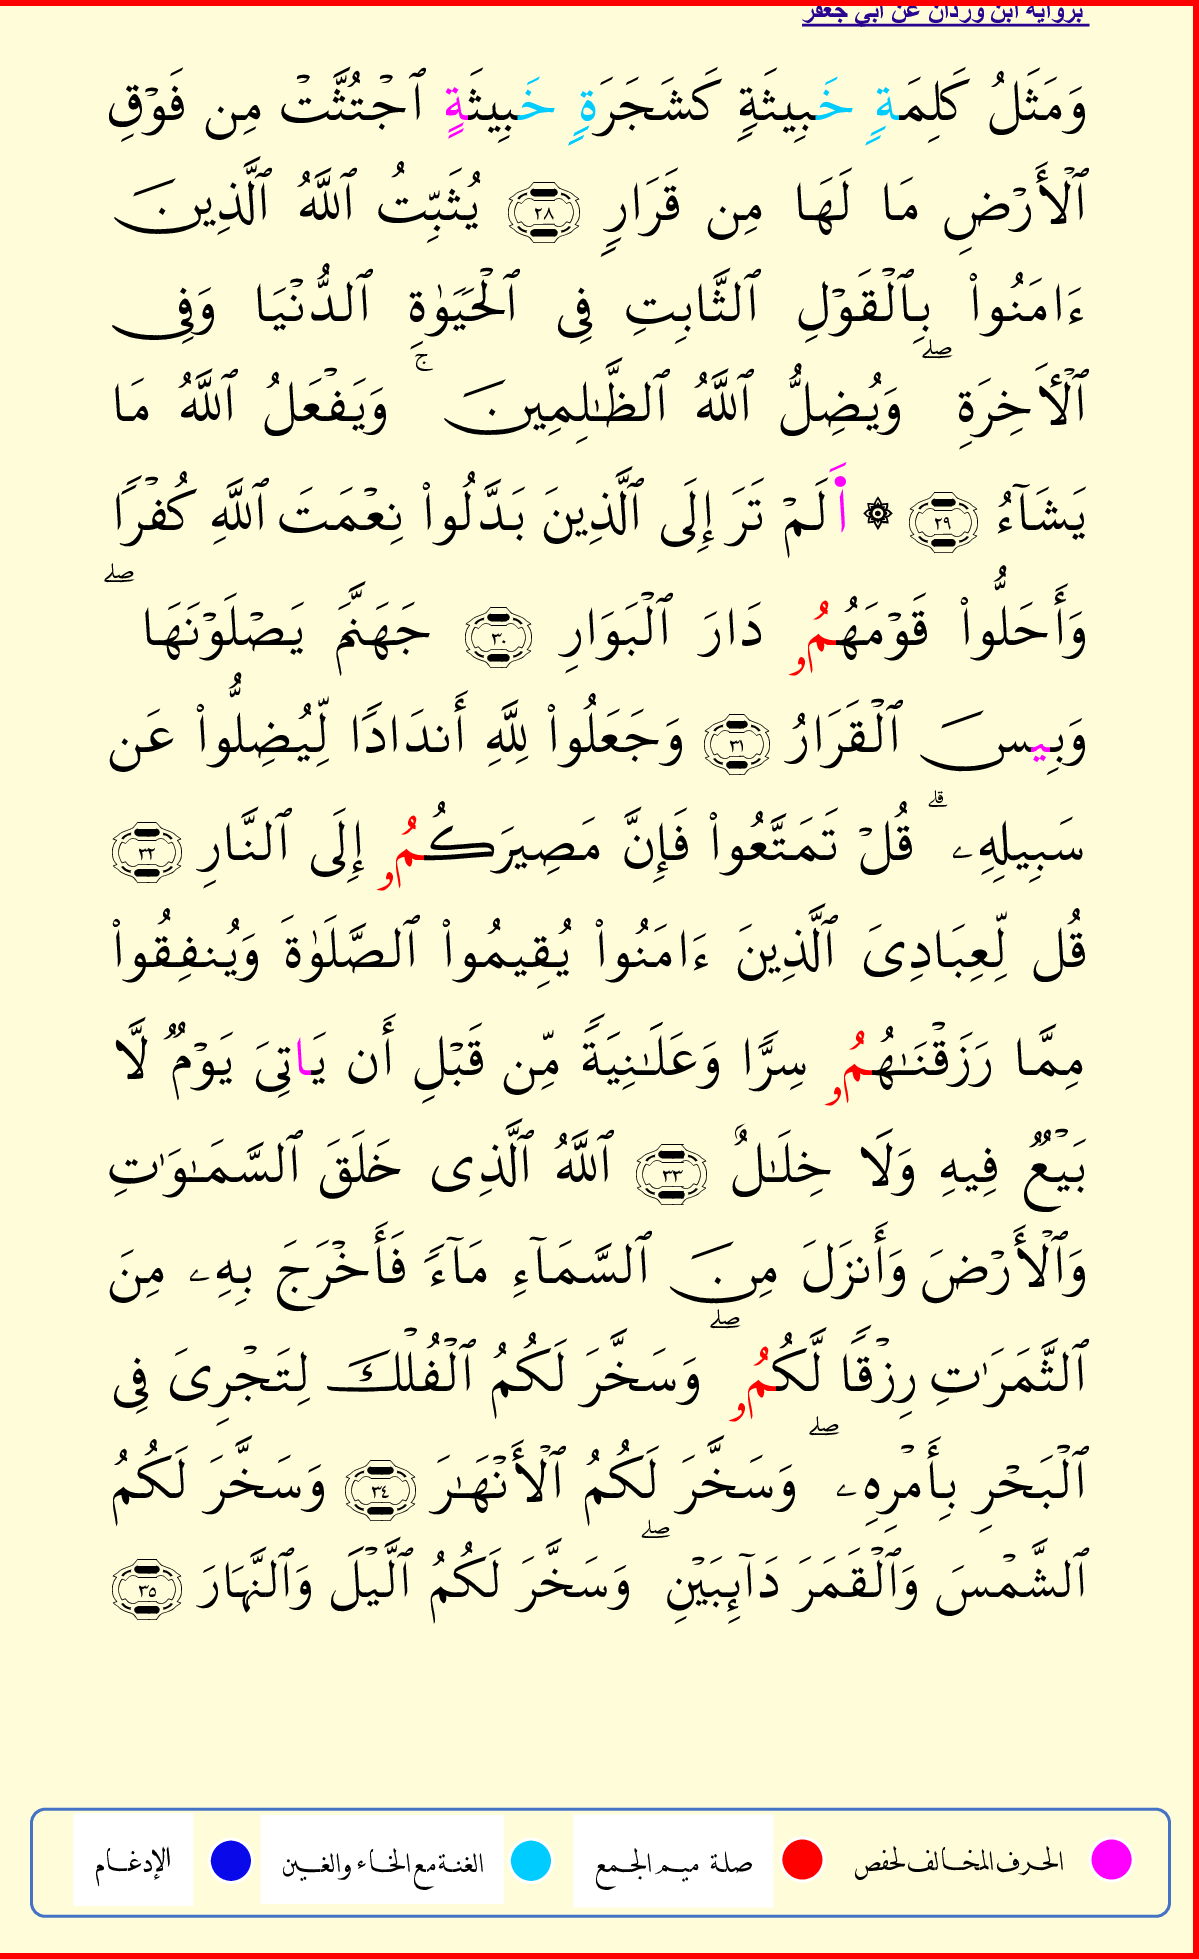 برواية ابن وردان عن أبي جعفر
وَمَثَلُ كَلِمَةٍ خَبِيثَةٍ كَشَجَرَةٍ خَبِيثَةٍ ٱجْتُثَّتْ مِن فَوْقِ
ٱلْأَرْضِ مَا لَهَا مِن قَرَارٍ ٢٨ يُثَبِّتُ ٱللَّهُ ٱلَّذِينَ
ءَامَنُوا۟ بِٱلْقَوْلِ ٱلثَّابِتِ فِى ٱلْحَيَوٰةِ ٱلدُّنْيَا وَفِى
ٱلْأَخِرَةِ ۖ وَيُضِلُّ ٱللَّهُ ٱلظَّـٰلِمِينَ ۚ وَيَفْعَلُ ٱللَّهُ مَا
يَشَآءُ ٢٩ ۞ أَلَمْ تَرَ إِلَى ٱلَّذِينَ بَدَّلُوا۟ نِعْمَتَ ٱللَّهِ كُفْرًا
وَأَحَلُّوا۟ قَوْمَهُمُۥ دَارَ ٱلْبَوَارِ ٣٠ جَهَنَّمَ يَصْلَوْنَهَا ۖ
وَبِيسَ ٱلْقَرَارُ ٣١ وَجَعَلُوا۟ لِلَّهِ أَندَادًا لِّيُضِلُّوا۟ عَن
سَبِيلِهِۦ ۗ قُلْ تَمَتَّعُوا۟ فَإِنَّ مَصِيرَكُمُۥ إِلَى ٱلنَّارِ ٣٢
قُل لِّعِبَادِىَ ٱلَّذِينَ ءَامَنُوا۟ يُقِيمُوا۟ ٱلصَّلَوٰةَ وَيُنفِقُوا۟
مِمَّا رَزَقْنَـٰهُمُۥ سِرًّا وَعَلَـٰنِيَةً مِّن قَبْلِ أَن يَاتِىَ يَوْمٌ لَّا
بَيْعٌ فِيهِ وَلَا خِلَـٰلٌ ٣٣ ٱللَّهُ ٱلَّذِى خَلَقَ ٱلسَّمَـٰوَٰتِ
وَٱلْأَرْضَ وَأَنزَلَ مِنَ ٱلسَّمَآءِ مَآءً فَأَخْرَجَ بِهِۦ مِنَ
ٱلثَّمَرَٰتِ رِزْقًا لَّكُمُۥ ۖ وَسَخَّرَ لَكُمُ ٱلْفُلْكَ لِتَجْرِىَ فِى
ٱلْبَحْرِ بِأَمْرِهِۦ ۖ وَسَخَّرَ لَكُمُ ٱلْأَنْهَـٰرَ ٣٤ وَسَخَّرَ لَكُمُ
ٱلشَّمْسَ وَٱلْقَمَرَ دَآئِبَيْنِ ۖ وَسَخَّرَ لَكُمُ ٱلَّيْلَ وَٱلنَّهَارَ ٣٥
الحرف المخالف لحفص صلة ميم الجمع الغنة مع الخاء والغين الإدغام